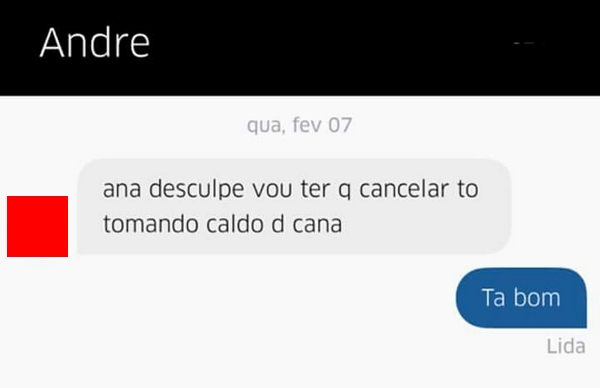 Andre
qua, fev 07
ana desculpe vou ter q cancelar to
tomando caldo d cana
Ta bom
Lida